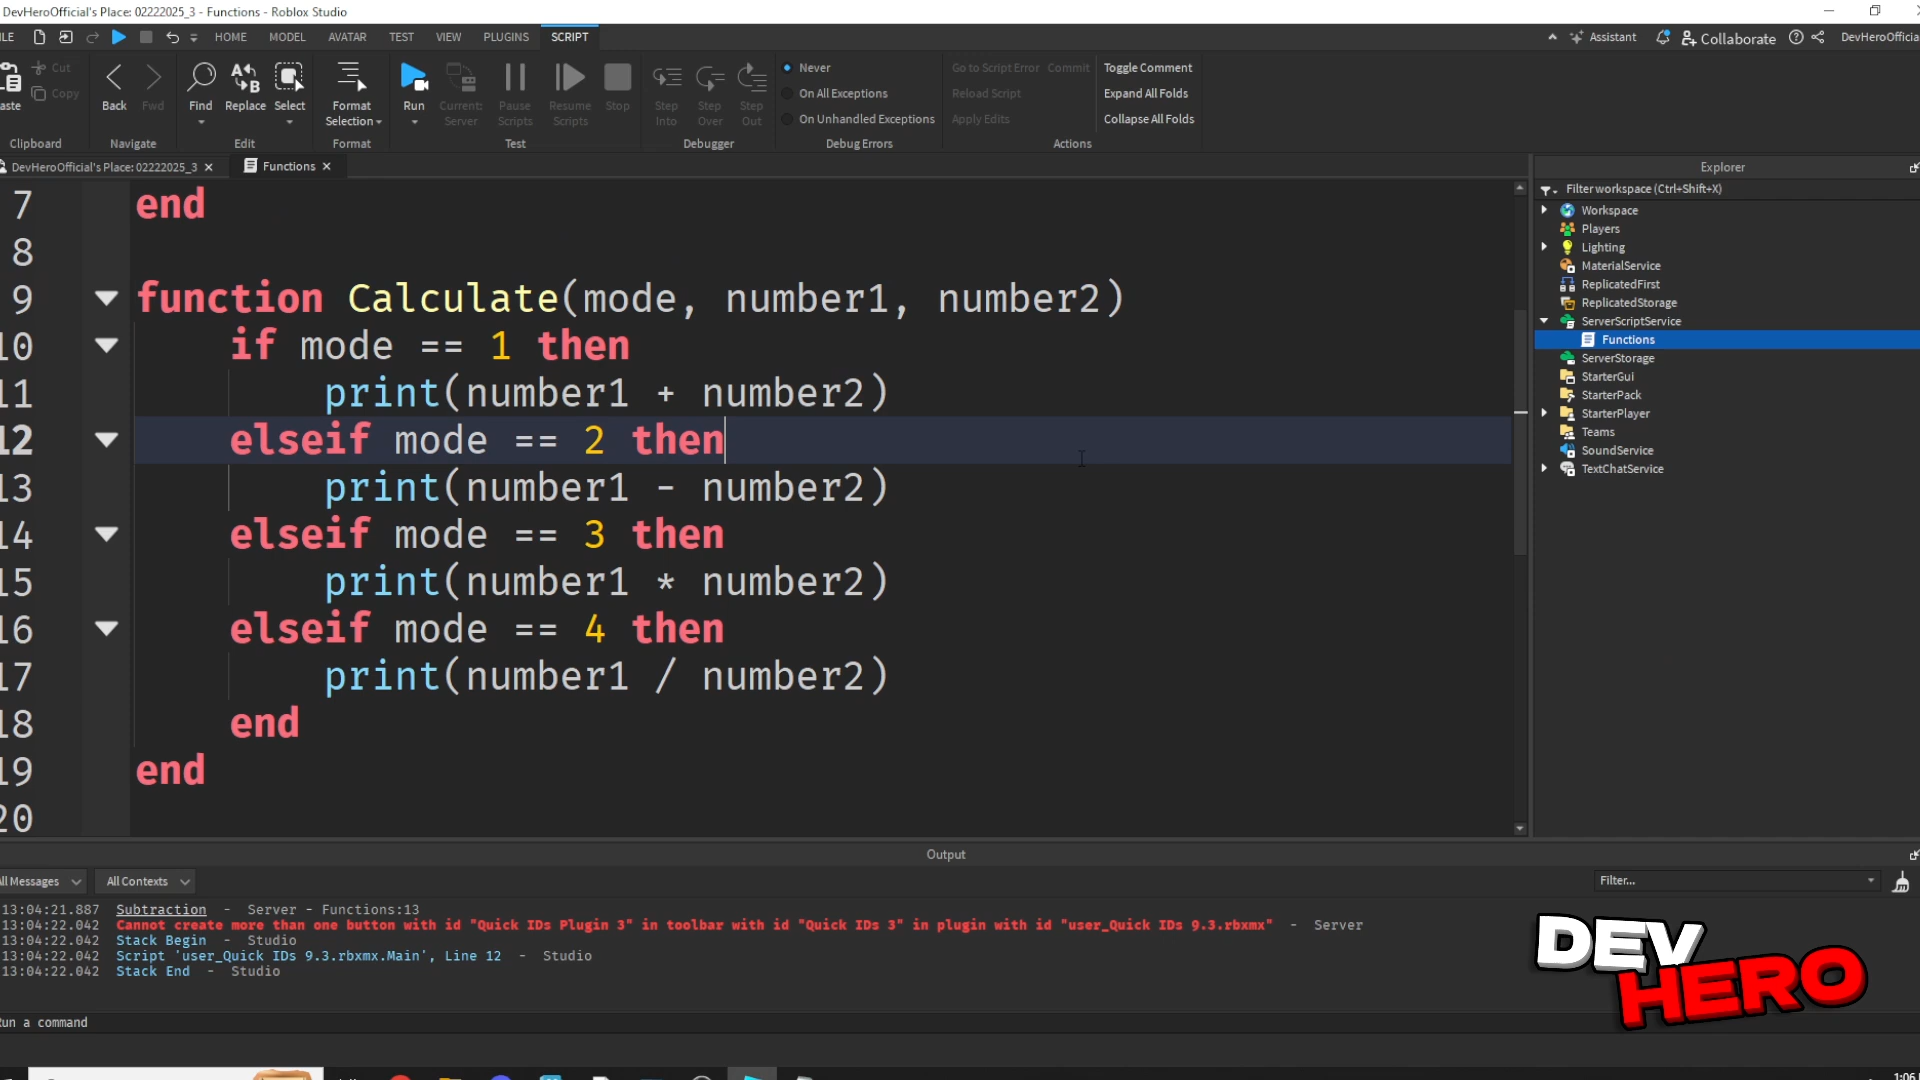 DevHeroOfficial's Place: 02222025_3 - Functions - Roblox Studio
HOME MODEL AVATAR TEST VIEW PLUGINS SCRIPT
Assistant Collaborate
Cut
Copy
Clipboard
Back Fwd
Navigate
Find Replace Select
Edit
Format Selection
Format
Run Current: Server Pause Scripts Resume Scripts Stop
Test
Step Into Step Over Step Out
Debugger
Never
On All Exceptions
On Unhandled Exceptions
Debug Errors
Go to Script Error Commit
Reload Script
Apply Edits
Toggle Comment
Expand All Folds
Collapse All Folds
Actions
DevHeroOfficial's Place: 02222025_3 × Functions ×
7 end
8
9 function Calculate(mode, number1, number2)
10 if mode == 1 then
11 print(number1 + number2)
12 elseif mode == 2 then
13 print(number1 - number2)
14 elseif mode == 3 then
15 print(number1 * number2)
16 elseif mode == 4 then
17 print(number1 / number2)
18 end
19 end
20
Explorer
Filter workspace (Ctrl+Shift+X)
Workspace
Players
Lighting
MaterialService
ReplicatedFirst
ReplicatedStorage
ServerScriptService
Functions
ServerStorage
StarterGui
StarterPack
StarterPlayer
Teams
SoundService
TextChatService
Output
All Messages All Contexts Filter...
13:04:21.887 Subtraction - Server - Functions:13
13:04:22.042 Cannot create more than one button with id "Quick IDs Plugin 3" in toolbar with id "Quick IDs 3" in plugin with id "user_Quick IDs 9.3.rbxmx" - Server
13:04:22.042 Stack Begin - Studio
13:04:22.042 Script 'user_Quick IDs 9.3.rbxmx.Main', Line 12 - Studio
13:04:22.042 Stack End - Studio
Run a command
DEV
HERO